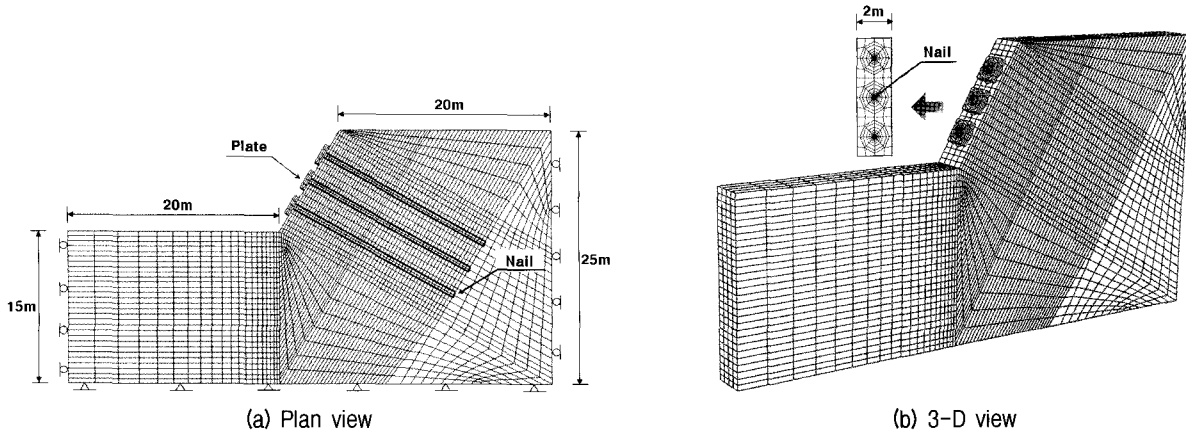 20m
Plate
20m
Nail
25m
15m
(a) Plan view
2m
Nail
(b) 3-D view